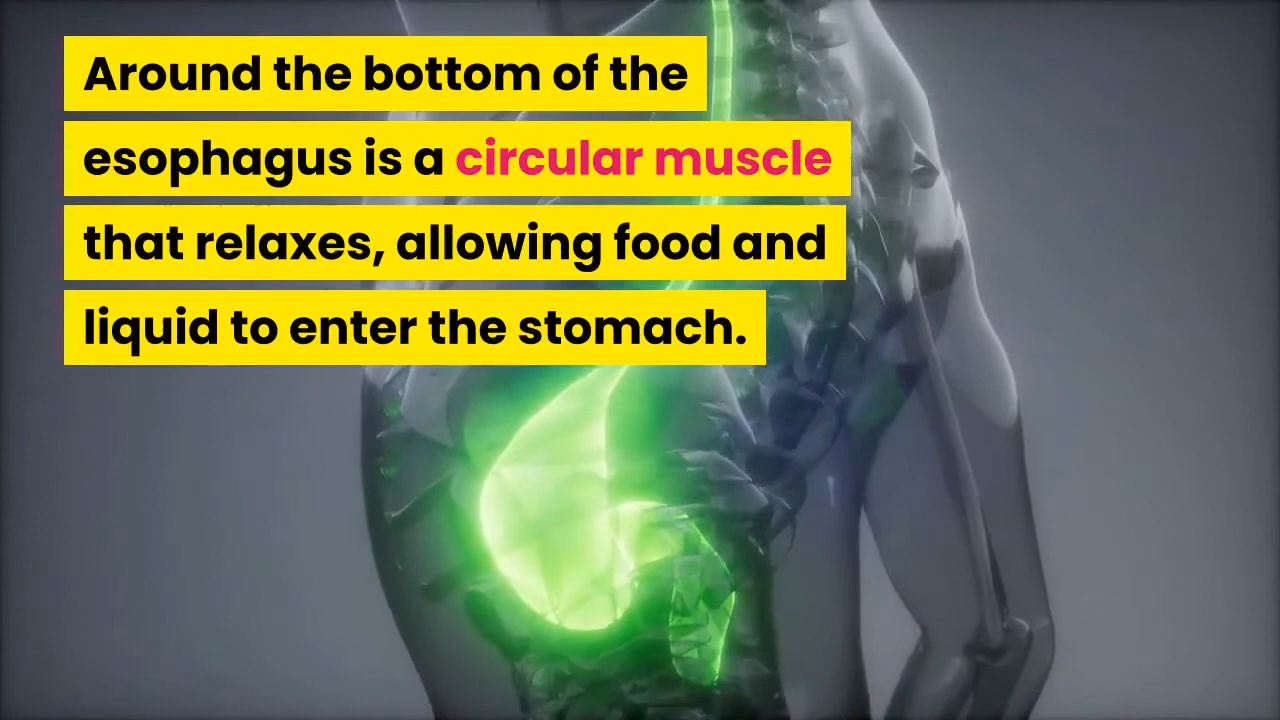 Around the bottom of the
esophagus is a circular muscle
that relaxes, allowing food and
liquid to enter the stomach.